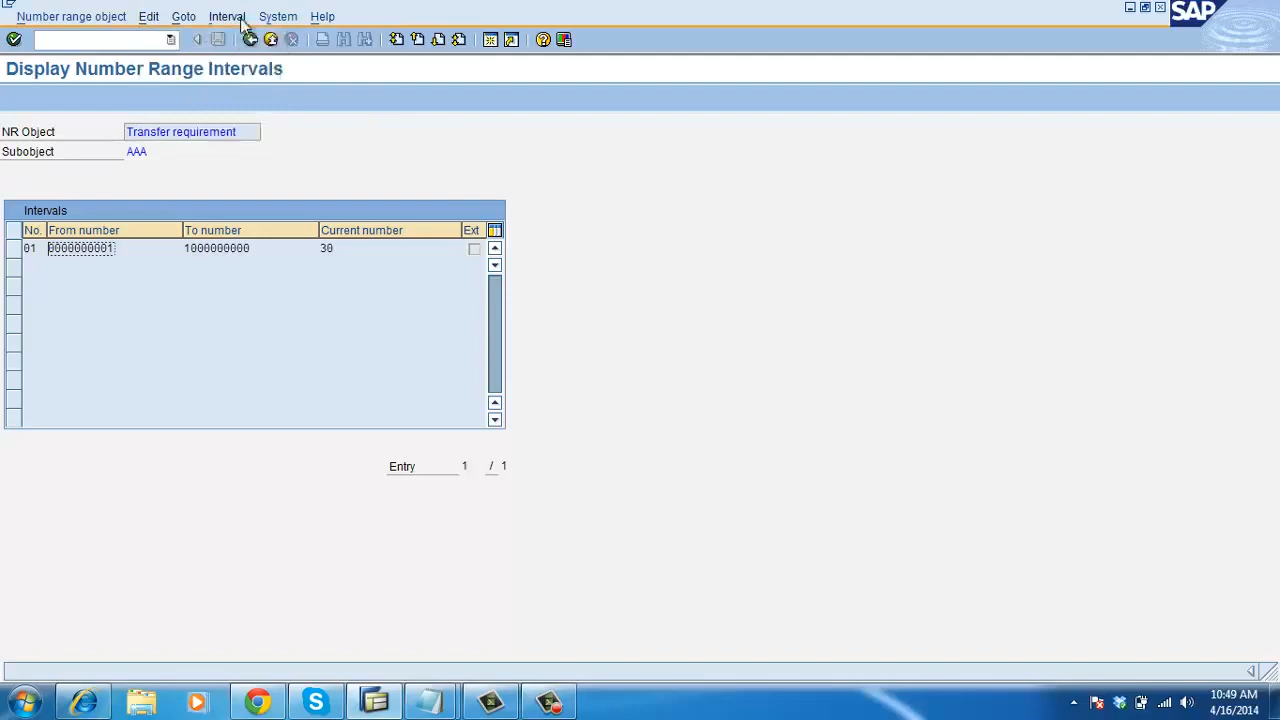 Number range object Edit Goto Interval System Help
SAP
Display Number Range Intervals
NR Object Transfer requirement
Subobject AAA
Intervals
No. From number To number Current number Ext
01 0000000001 1000000000 30
Entry 1 / 1
10:49 AM
4/16/2014